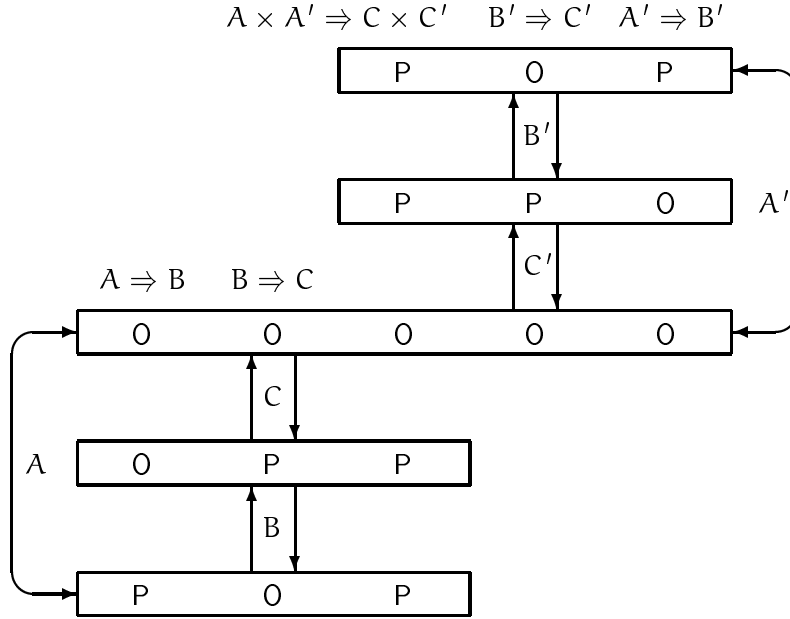 A × A′ ⇒ C × C′ B′ ⇒ C′ A′ ⇒ B′
P O P
B′
P P O A′
C′
A ⇒ B B ⇒ C
O O O O O
C
A O P P
B
P O P